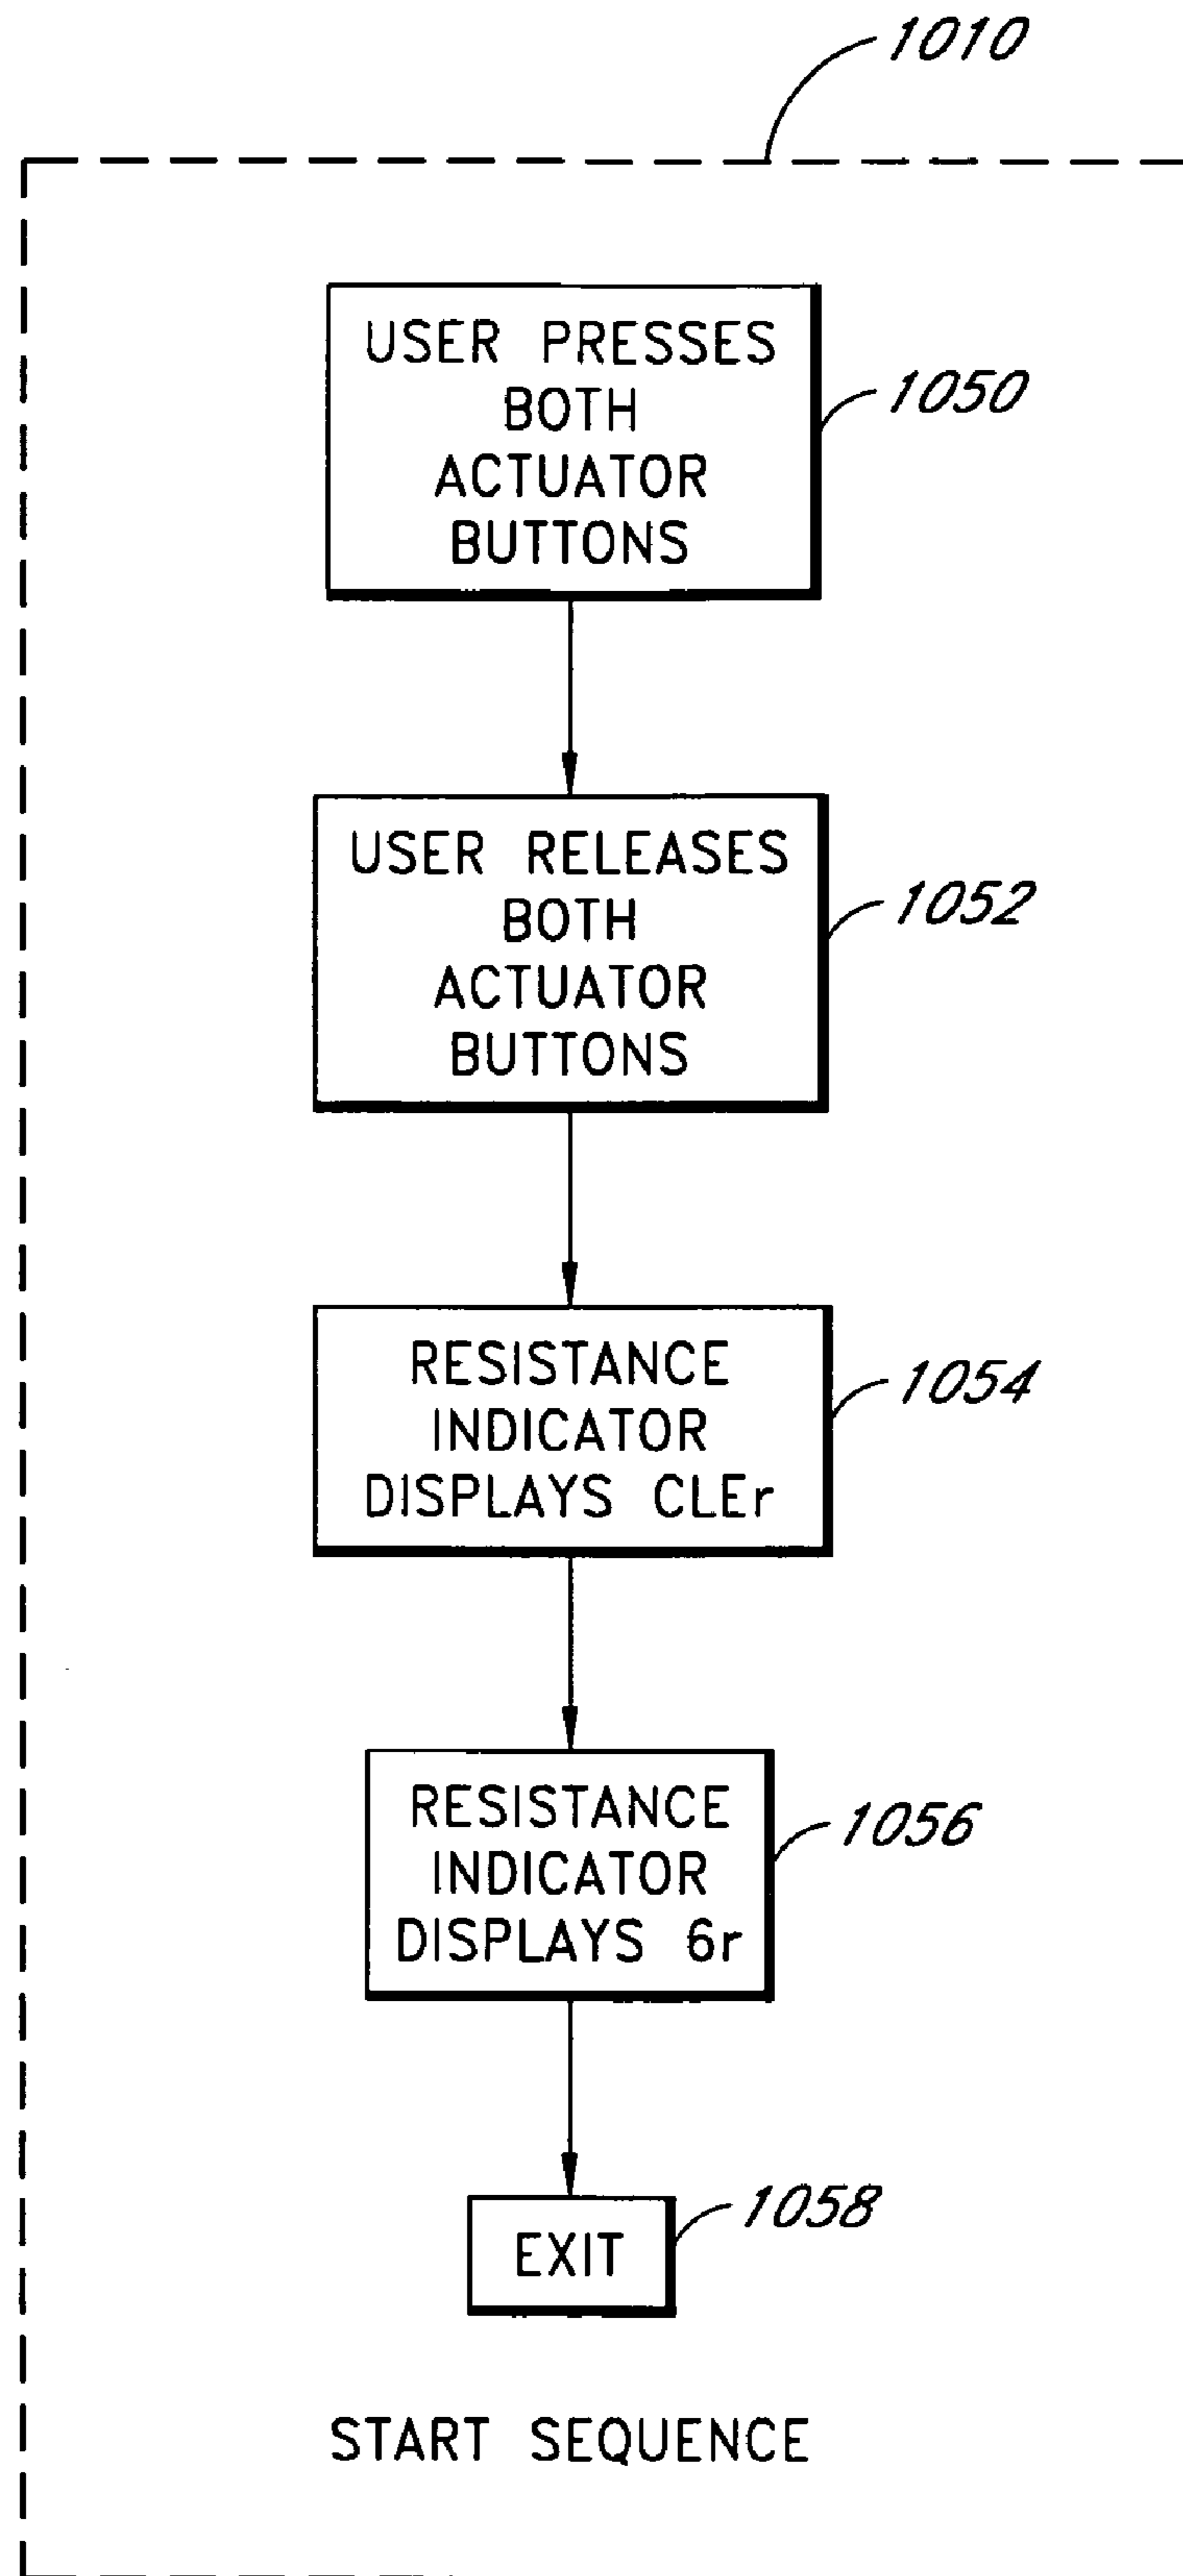 1010
USER PRESSES
BOTH
ACTUATOR
BUTTONS
1050
USER RELEASES
BOTH
ACTUATOR
BUTTONS
1052
RESISTANCE
INDICATOR
DISPLAYS CLEr
1054
RESISTANCE
INDICATOR
DISPLAYS 6r
1056
EXIT
1058
START SEQUENCE